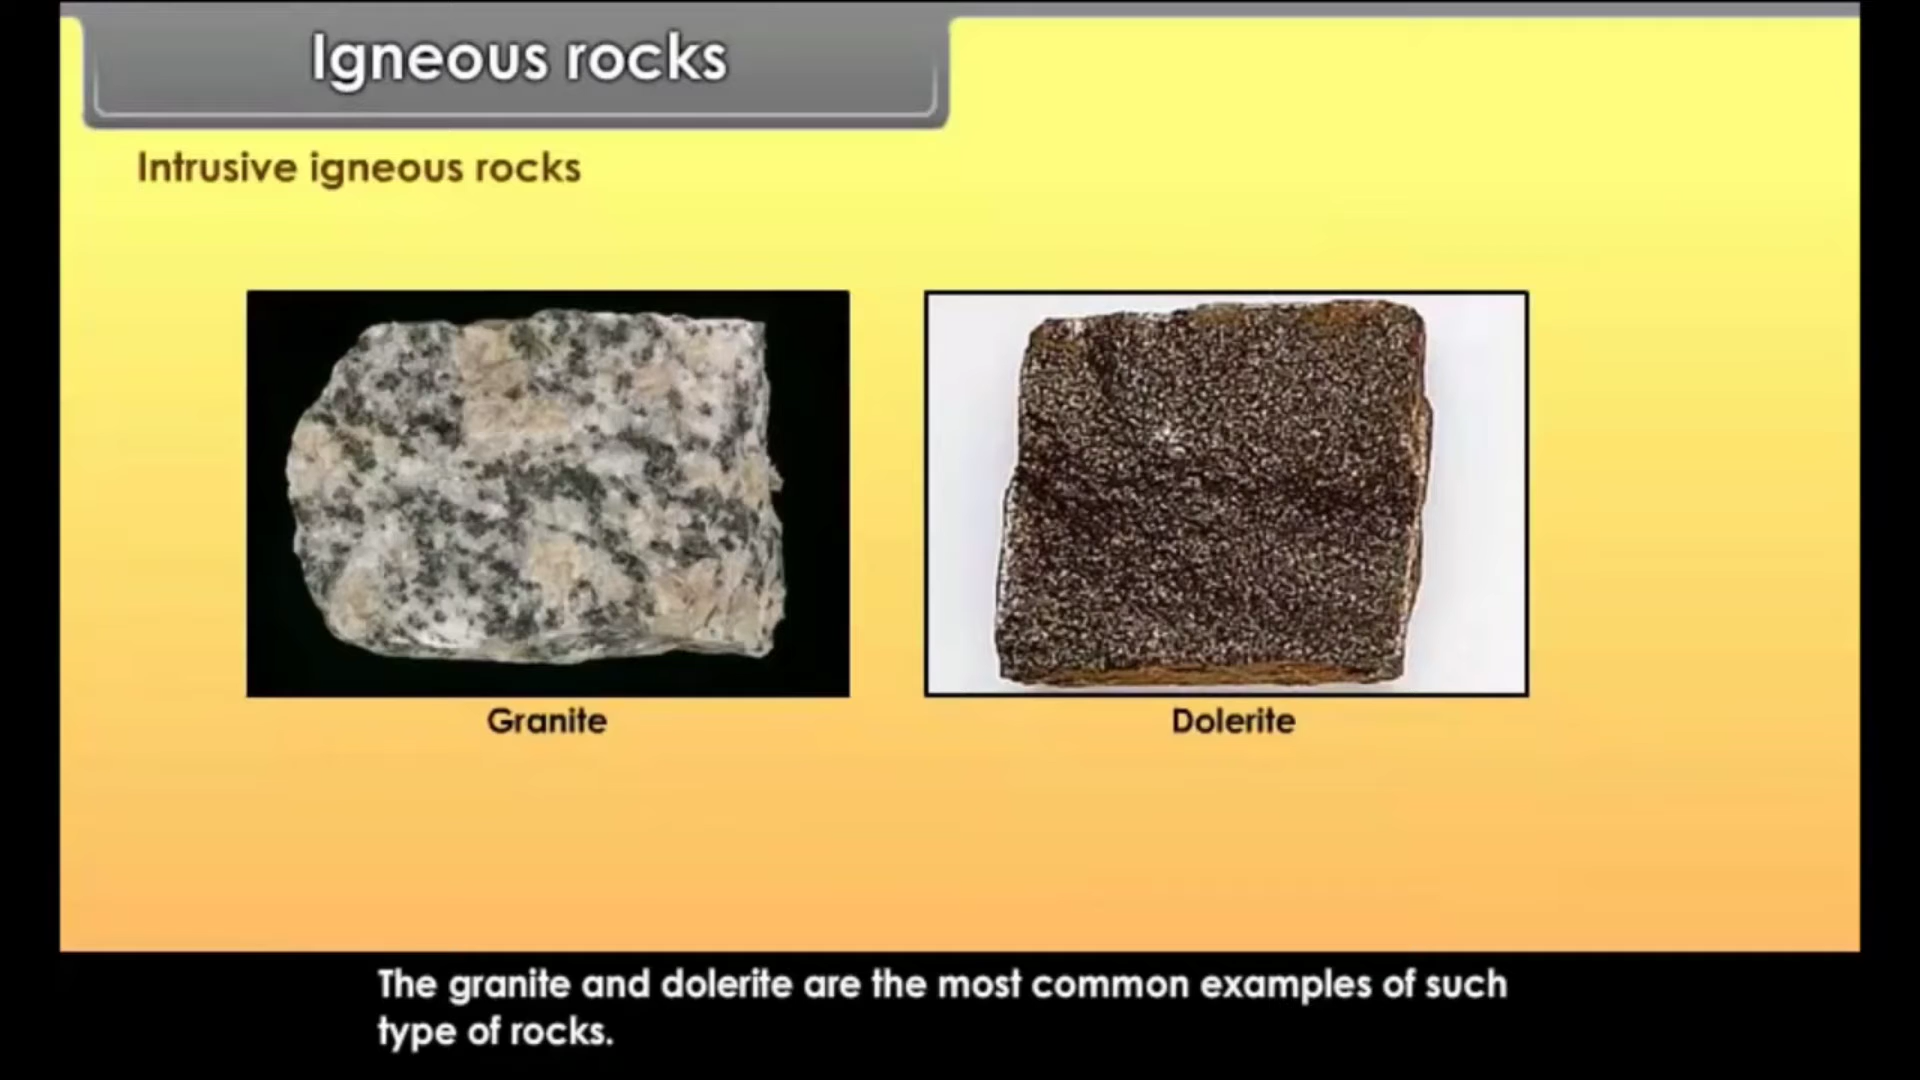 Igneous rocks
Intrusive igneous rocks
Granite
Dolerite
The granite and dolerite are the most common examples of such
type of rocks.